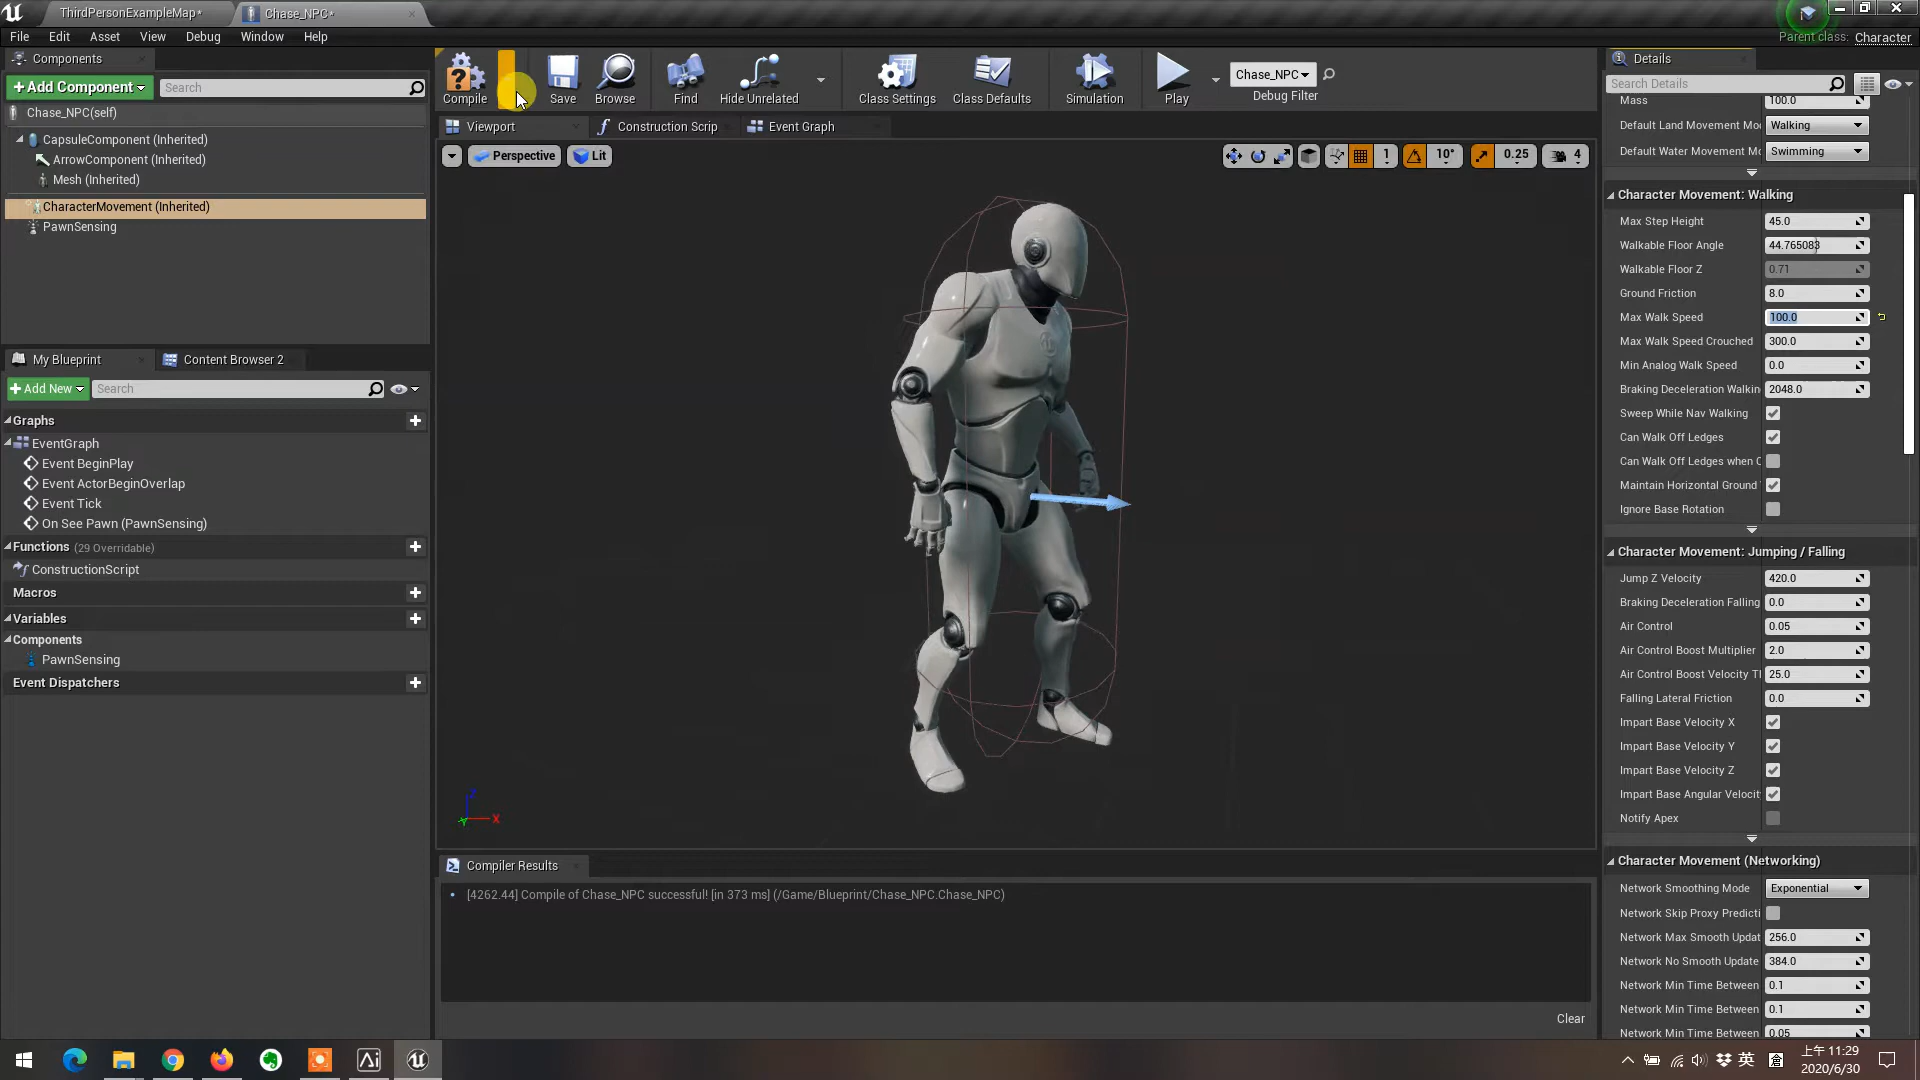 ThirdPersonExampleMap*
Chase_NPC*
File Edit Asset View Debug Window Help
Parent class: Character
Components
+Add Component
Search
Chase_NPC(self)
CapsuleComponent (Inherited)
ArrowComponent (Inherited)
Mesh (Inherited)
CharacterMovement (Inherited)
PawnSensing
My Blueprint
Content Browser 2
+Add New
Search
Graphs
EventGraph
Event BeginPlay
Event ActorBeginOverlap
Event Tick
On See Pawn (PawnSensing)
Functions (29 Overridable)
ConstructionScript
Macros
Variables
Components
PawnSensing
Event Dispatchers
Compile
Save
Browse
Find
Hide Unrelated
Class Settings
Class Defaults
Simulation
Play
Chase_NPC
Debug Filter
Viewport
Construction Scrip
Event Graph
Perspective
Lit
1
10°
0.25
4
Z
X
Compiler Results
[4262.44] Compile of Chase_NPC successful! [in 373 ms] (/Game/Blueprint/Chase_NPC.Chase_NPC)
Clear
Details
Search Details
Mass 100.0
Default Land Movement Mo Walking
Default Water Movement Mo Swimming
Character Movement: Walking
Max Step Height 45.0
Walkable Floor Angle 44.765083
Walkable Floor Z 0.71
Ground Friction 8.0
Max Walk Speed 100.0
Max Walk Speed Crouched 300.0
Min Analog Walk Speed 0.0
Braking Deceleration Walkin 2048.0
Sweep While Nav Walking
Can Walk Off Ledges
Can Walk Off Ledges when C
Maintain Horizontal Ground
Ignore Base Rotation
Character Movement: Jumping / Falling
Jump Z Velocity 420.0
Braking Deceleration Falling 0.0
Air Control 0.05
Air Control Boost Multiplier 2.0
Air Control Boost Velocity Tl 25.0
Falling Lateral Friction 0.0
Impart Base Velocity X
Impart Base Velocity Y
Impart Base Velocity Z
Impart Base Angular Velocit
Notify Apex
Character Movement (Networking)
Network Smoothing Mode Exponential
Network Skip Proxy Predicti
Network Max Smooth Updat 256.0
Network No Smooth Update 384.0
Network Min Time Between 0.1
Network Min Time Between 0.1
Network Min Time Between 0.05
Ai
英
上午 11:29
2020/6/30